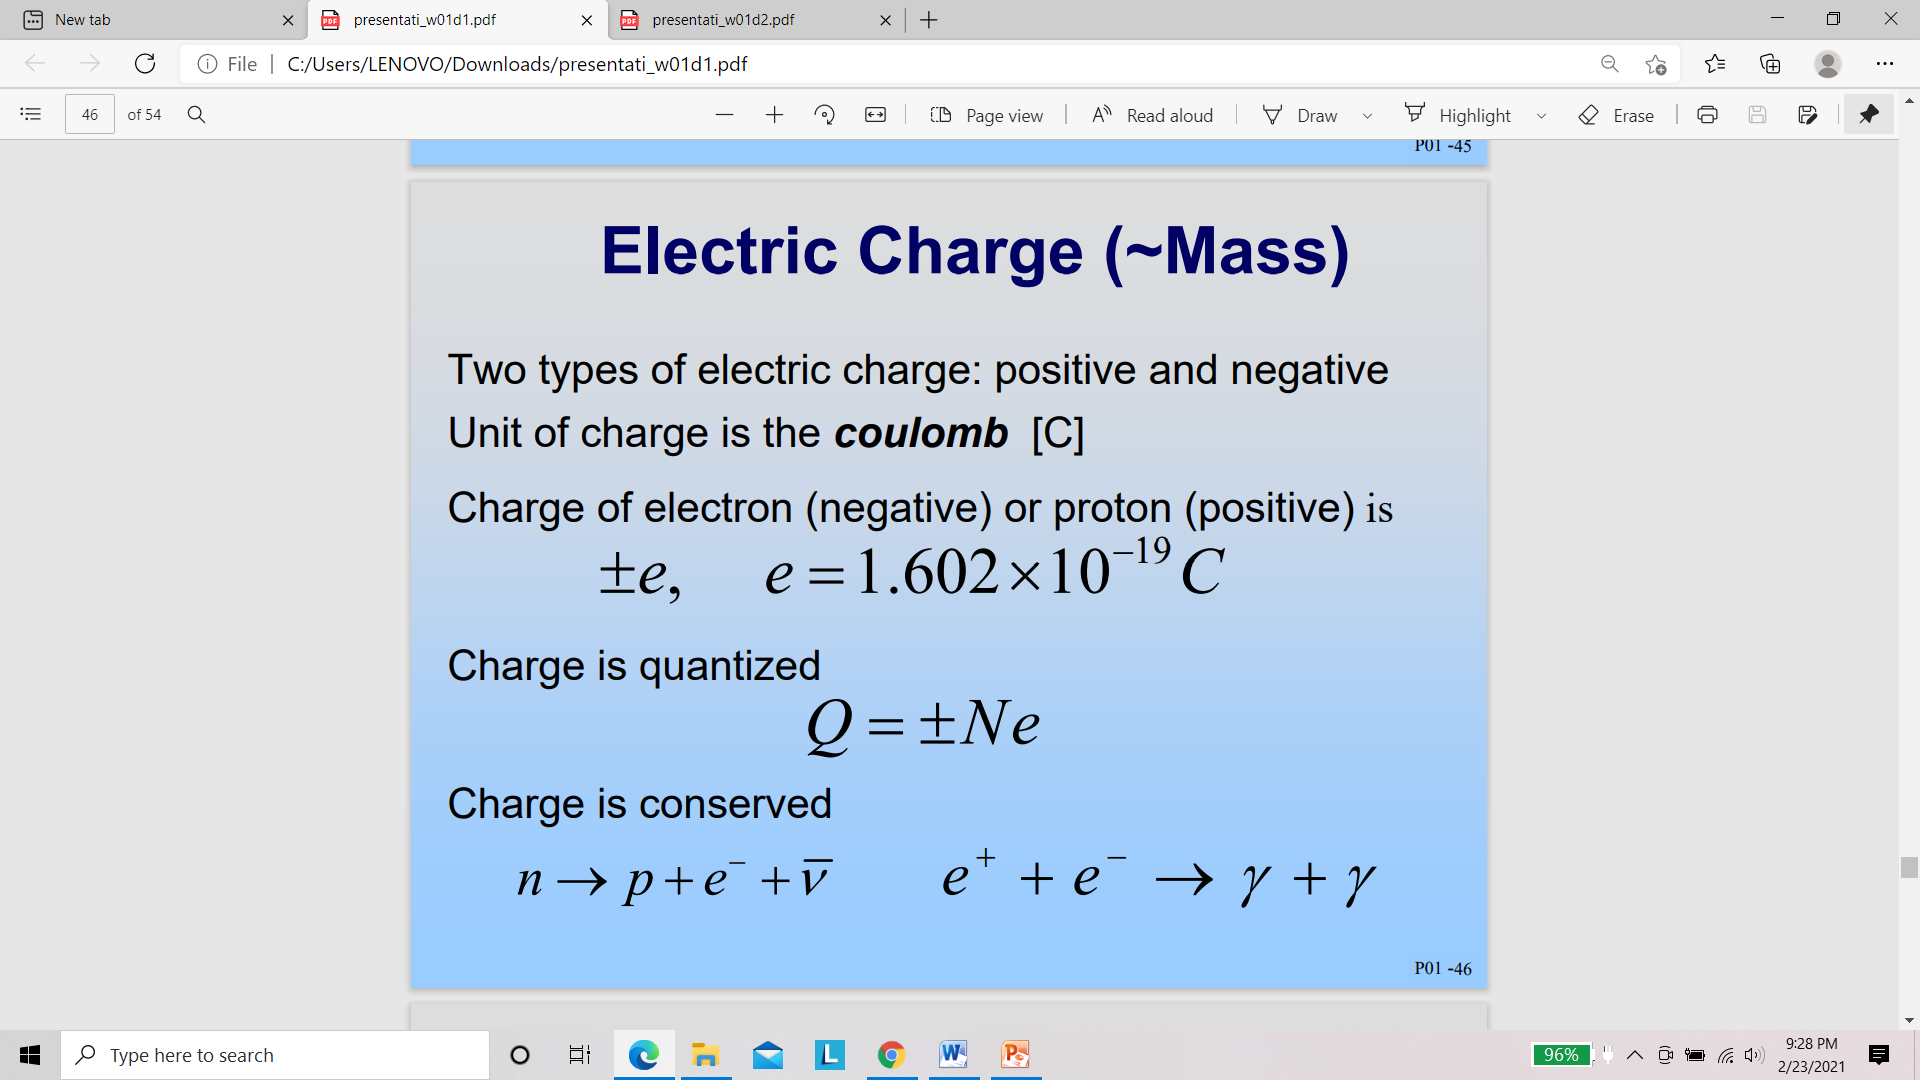 New tab
presentati_w01d1.pdf
presentati_w01d2.pdf
File
C:/Users/LENOVO/Downloads/presentati_w01d1.pdf
46 of 54
Page view
Read aloud
Draw
Highlight
Erase
P01 -45
Electric Charge (~Mass)
Two types of electric charge: positive and negative
Unit of charge is the coulomb [C]
Charge of electron (negative) or proton (positive) is
±e, e = 1.602×10⁻¹⁹ C
Charge is quantized
Q = ±Ne
Charge is conserved
n → p + e⁻ + ν̅ e⁺ + e⁻ → γ + γ
P01 -46
Type here to search
96%
9:28 PM
2/23/2021